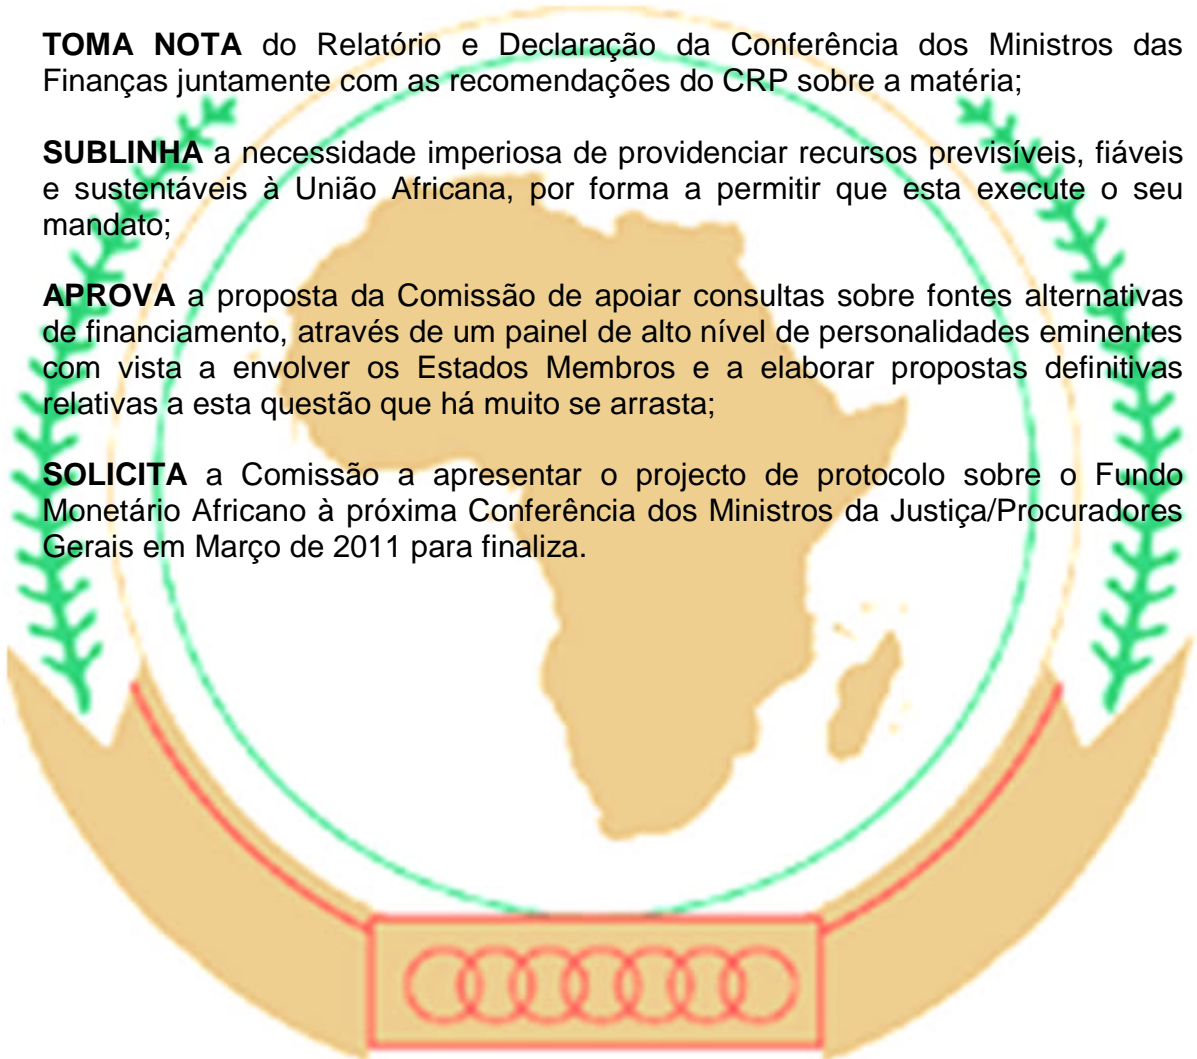 TOMA NOTA do Relatório e Declaração da Conferência dos Ministros das
Finanças juntamente com as recomendações do CRP sobre a matéria;
SUBLINHA a necessidade imperiosa de providenciar recursos previsíveis, fiáveis
e sustentáveis à União Africana, por forma a permitir que esta execute o seu
mandato;
APROVA a proposta da Comissão de apoiar consultas sobre fontes alternativas
de financiamento, através de um painel de alto nível de personalidades eminentes
com vista a envolver os Estados Membros e a elaborar propostas definitivas
relativas a esta questão que há muito se arrasta;
SOLICITA a Comissão a apresentar o projecto de protocolo sobre o Fundo
Monetário Africano à próxima Conferência dos Ministros da Justiça/Procuradores
Gerais em Março de 2011 para finaliza.